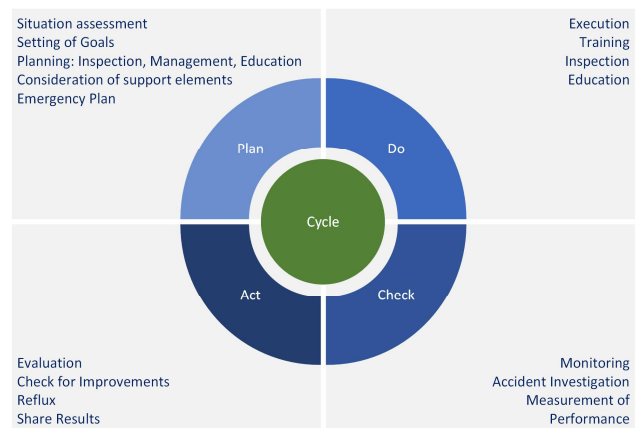 Situation assessment
Setting of Goals
Planning: Inspection, Management, Education
Consideration of support elements
Emergency Plan
Execution
Training
Inspection
Education
Plan
Do
Cycle
Act
Check
Evaluation
Check for Improvements
Reflux
Share Results
Monitoring
Accident Investigation
Measurement of
Performance